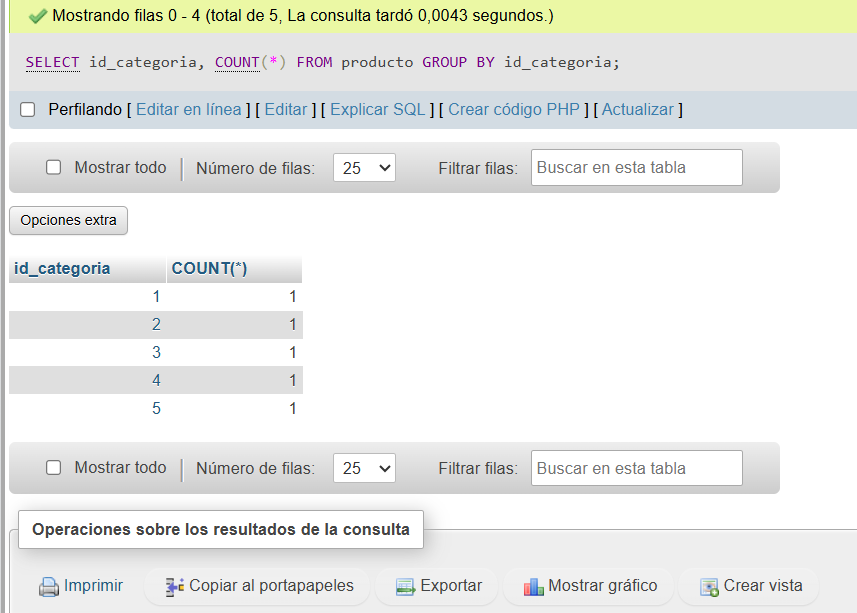 Mostrando filas 0 - 4 (total de 5, La consulta tardó 0,0043 segundos.)
SELECT id_categoria, COUNT(*) FROM producto GROUP BY id_categoria;
Perfilando [ Editar en línea ] [ Editar ] [ Explicar SQL ] [ Crear código PHP ] [ Actualizar ]
Mostrar todo | Número de filas: 25 Filtrar filas: Buscar en esta tabla
Opciones extra
id_categoria COUNT(*)
1 1
2 1
3 1
4 1
5 1
Mostrar todo | Número de filas: 25 Filtrar filas: Buscar en esta tabla
Operaciones sobre los resultados de la consulta
Imprimir Copiar al portapapeles Exportar Mostrar gráfico Crear vista